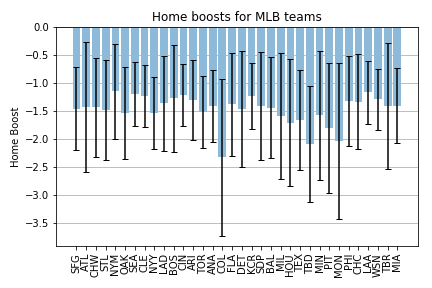 Home boosts for MLB teams
Home Boost
0.0
−0.5
−1.0
−1.5
−2.0
−2.5
−3.0
−3.5
SFG
ATL
CHW
STL
NYM
OAK
SEA
CLE
NYY
LAD
BOS
CIN
ARI
TOR
ANA
COL
FLA
DET
KCR
SDP
BAL
MIL
HOU
TEX
TBD
MIN
PIT
MON
PHI
CHC
LAA
WSN
TBR
MIA